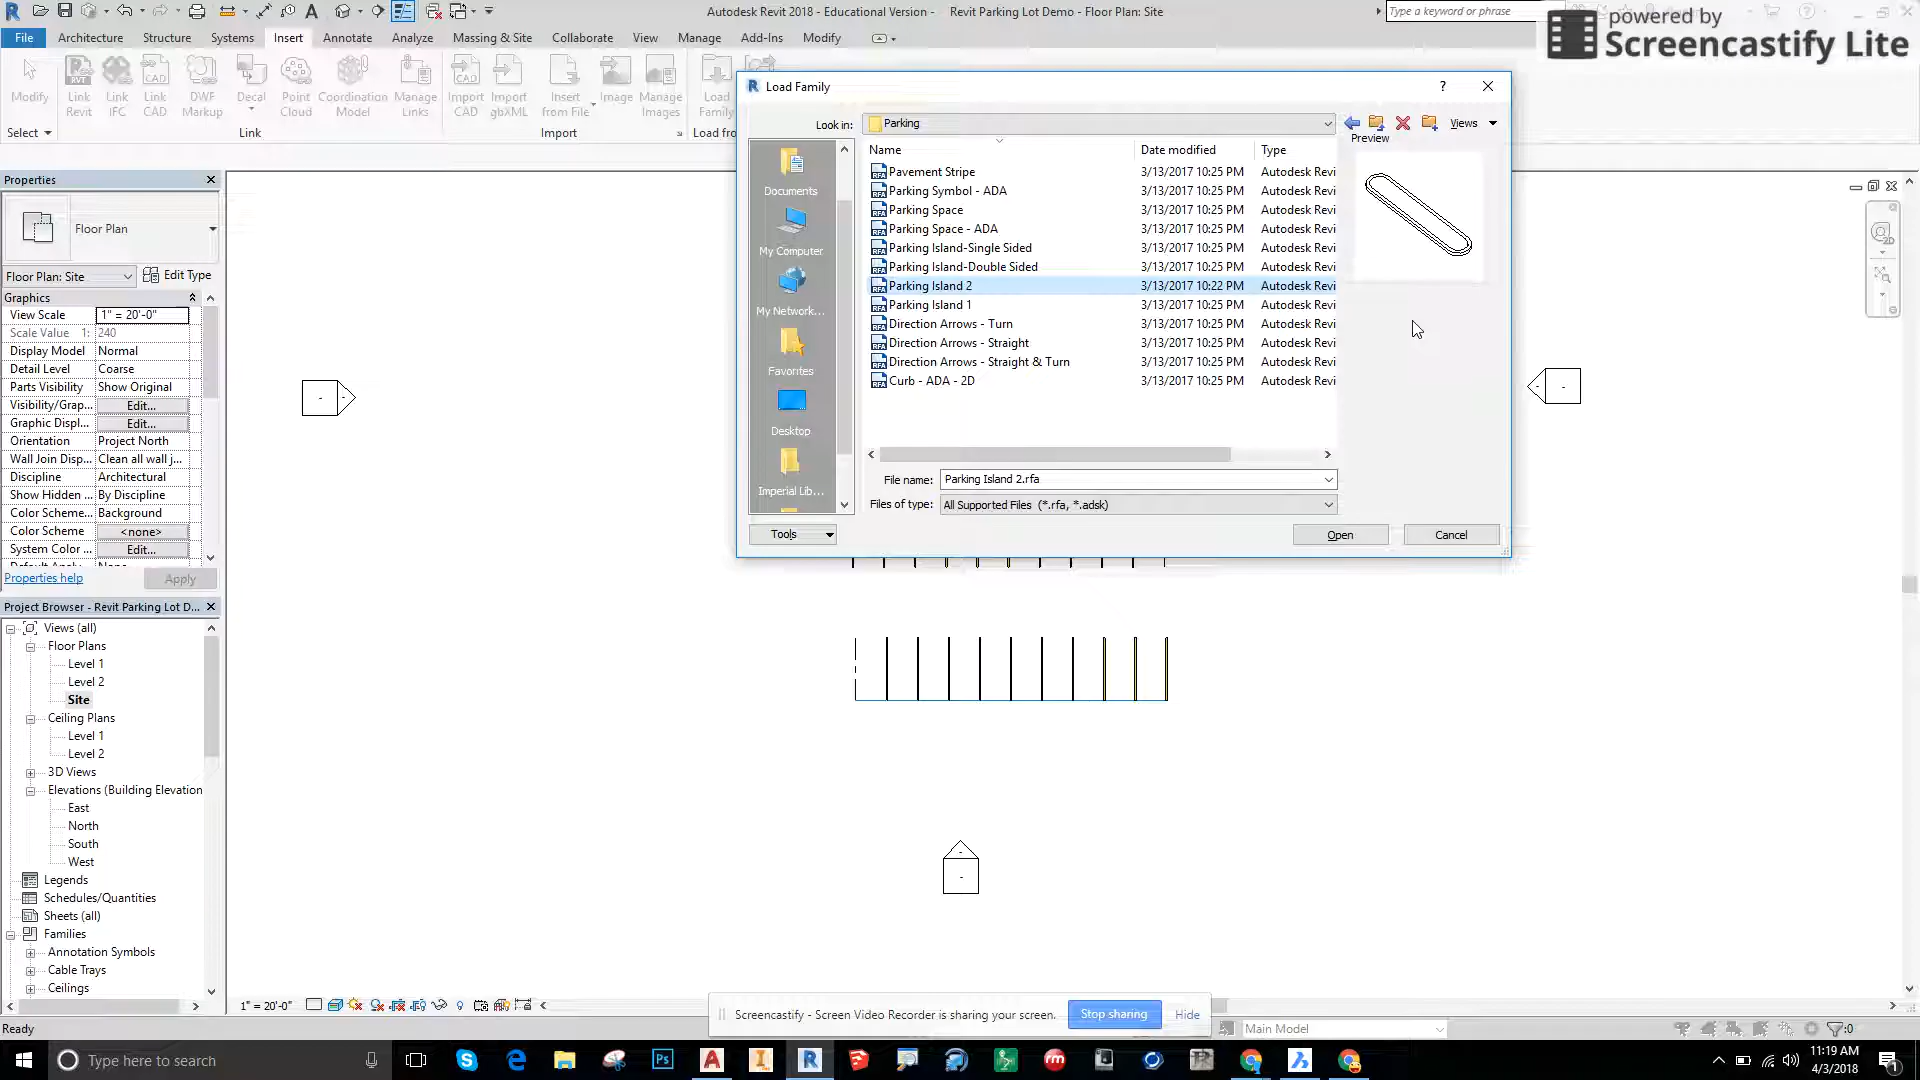 Autodesk Revit 2018 - Educational Version -    Revit Parking Lot Demo - Floor Plan: Site
Type a keyword or phrase
powered by
Screencastify Lite
File Architecture Structure Systems Insert Annotate Analyze Massing & Site Collaborate View Manage Add-Ins Modify
Modify
Link Revit
Link IFC
Link CAD
DWF Markup
Decal
Point Cloud
Coordination Model
Manage Links
Import CAD
Import gbXML
Insert from File
Image
Manage Images
Load Family
Select
Link
Import
Load from
Load Family
?
Look in:
Parking
Views
Preview
Documents
My Computer
My Network...
Favorites
Desktop
Imperial Lib...
Name Date modified Type
Pavement Stripe 3/13/2017 10:25 PM Autodesk Revi
Parking Symbol - ADA 3/13/2017 10:25 PM Autodesk Revi
Parking Space 3/13/2017 10:25 PM Autodesk Revi
Parking Space - ADA 3/13/2017 10:25 PM Autodesk Revi
Parking Island-Single Sided 3/13/2017 10:25 PM Autodesk Revi
Parking Island-Double Sided 3/13/2017 10:25 PM Autodesk Revi
Parking Island 2 3/13/2017 10:22 PM Autodesk Revi
Parking Island 1 3/13/2017 10:25 PM Autodesk Revi
Direction Arrows - Turn 3/13/2017 10:25 PM Autodesk Revi
Direction Arrows - Straight 3/13/2017 10:25 PM Autodesk Revi
Direction Arrows - Straight & Turn 3/13/2017 10:25 PM Autodesk Revi
Curb - ADA - 2D 3/13/2017 10:25 PM Autodesk Revi
File name: Parking Island 2.rfa
Files of type: All Supported Files (*.rfa, *.adsk)
Tools
Open
Cancel
Properties
Floor Plan
Floor Plan: Site
Edit Type
Graphics
View Scale 1" = 20'-0"
Scale Value 1: 240
Display Model Normal
Detail Level Coarse
Parts Visibility Show Original
Visibility/Grap... Edit...
Graphic Displ... Edit...
Orientation Project North
Wall Join Disp... Clean all wall j...
Discipline Architectural
Show Hidden ... By Discipline
Color Scheme... Background
Color Scheme <none>
System Color ... Edit...
Properties help
Apply
Project Browser - Revit Parking Lot D...
Views (all)
Floor Plans
Level 1
Level 2
Site
Ceiling Plans
Level 1
Level 2
3D Views
Elevations (Building Elevation
East
North
South
West
Legends
Schedules/Quantities
Sheets (all)
Families
Annotation Symbols
Cable Trays
Ceilings
2D
1" = 20'-0"
Screencastify - Screen Video Recorder is sharing your screen.
Stop sharing
Hide
Ready
Main Model
:0
Type here to search
11:19 AM
4/3/2018